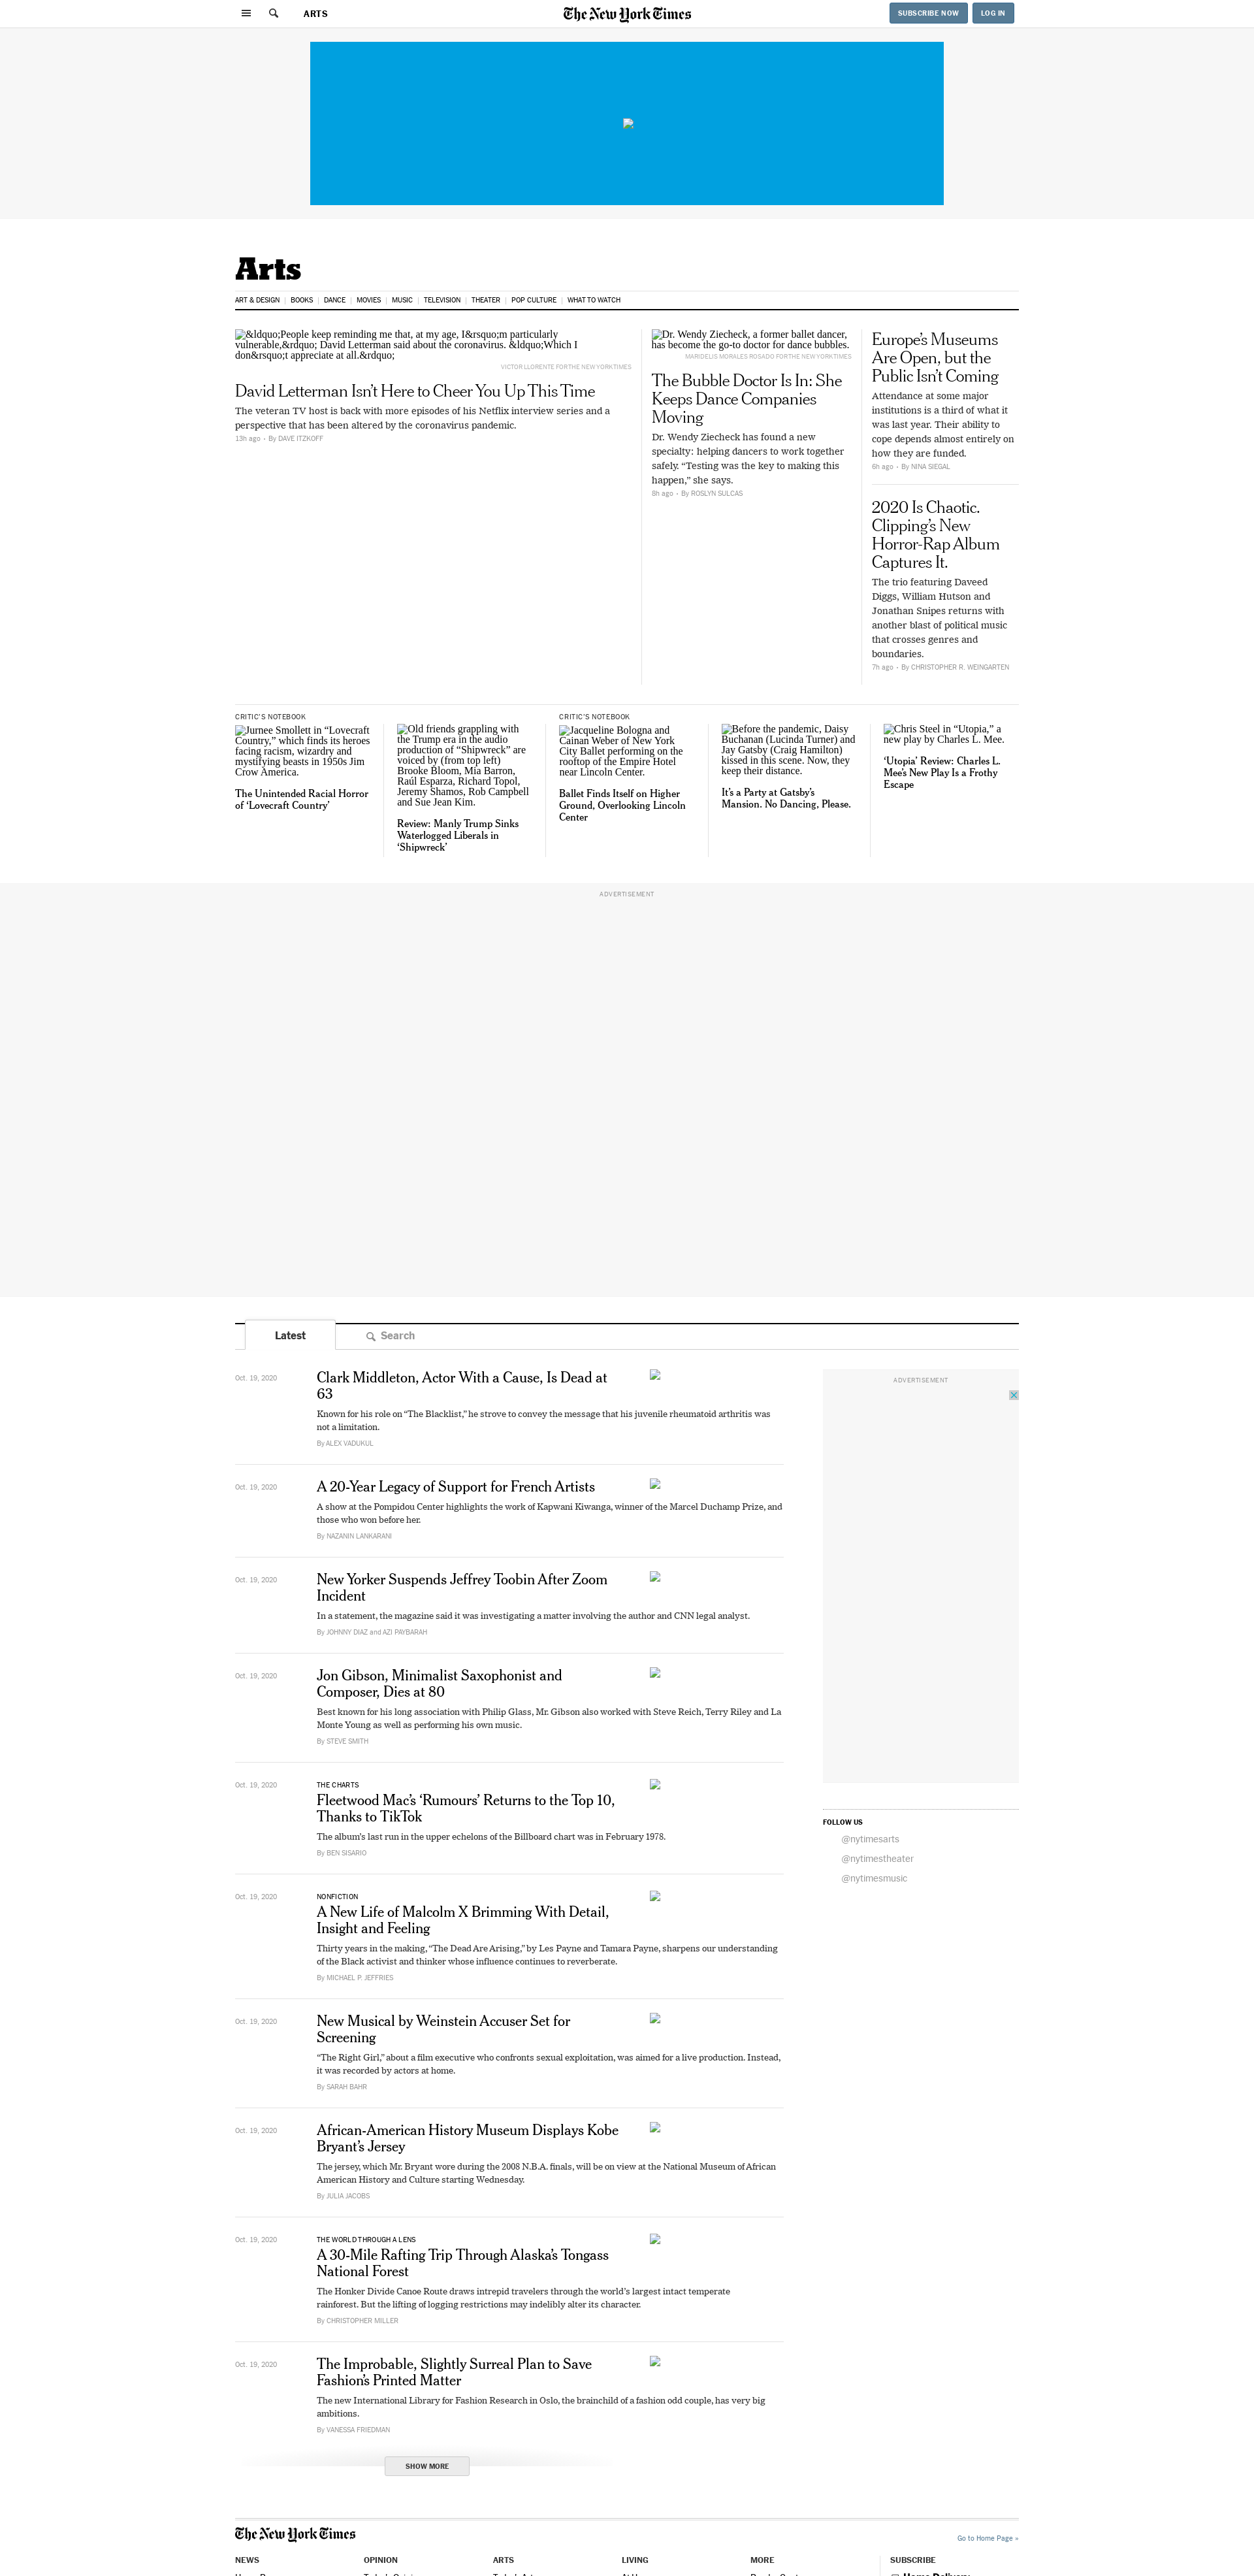 ARTS
The New York Times
SUBSCRIBE NOW
LOG IN
Arts
ART & DESIGN
BOOKS
DANCE
MOVIES
MUSIC
TELEVISION
THEATER
POP CULTURE
WHAT TO WATCH
&ldquo;People keep reminding me that, at my age, I&rsquo;m particularly
vulnerable,&rdquo; David Letterman said about the coronavirus. &ldquo;Which I
don&rsquo;t appreciate at all.&rdquo;
VICTOR LLORENTE FOR THE NEW YORK TIMES
David Letterman Isn’t Here to Cheer You Up This Time
The veteran TV host is back with more episodes of his Netflix interview series and a
perspective that has been altered by the coronavirus pandemic.
13h ago • By DAVE ITZKOFF
Dr. Wendy Ziecheck, a former ballet dancer,
has become the go-to doctor for dance bubbles.
MARIDELIS MORALES ROSADO FOR THE NEW YORK TIMES
The Bubble Doctor Is In: She
Keeps Dance Companies
Moving
Dr. Wendy Ziecheck has found a new
specialty: helping dancers to work together
safely. “Testing was the key to making this
happen,” she says.
8h ago • By ROSLYN SULCAS
Europe’s Museums
Are Open, but the
Public Isn’t Coming
Attendance at some major
institutions is a third of what it
was last year. Their ability to
cope depends almost entirely on
how they are funded.
6h ago • By NINA SIEGAL
2020 Is Chaotic.
Clipping’s New
Horror-Rap Album
Captures It.
The trio featuring Daveed
Diggs, William Hutson and
Jonathan Snipes returns with
another blast of political music
that crosses genres and
boundaries.
7h ago • By CHRISTOPHER R. WEINGARTEN
CRITIC’S NOTEBOOK
Jurnee Smollett in “Lovecraft
Country,” which finds its heroes
facing racism, wizardry and
mystifying beasts in 1950s Jim
Crow America.
The Unintended Racial Horror
of ‘Lovecraft Country’
Old friends grappling with
the Trump era in the audio
production of “Shipwreck” are
voiced by (from top left)
Brooke Bloom, Mia Barron,
Raúl Esparza, Richard Topol,
Jeremy Shamos, Rob Campbell
and Sue Jean Kim.
Review: Manly Trump Sinks
Waterlogged Liberals in
‘Shipwreck’
CRITIC’S NOTEBOOK
Jacqueline Bologna and
Cainan Weber of New York
City Ballet performing on the
rooftop of the Empire Hotel
near Lincoln Center.
Ballet Finds Itself on Higher
Ground, Overlooking Lincoln
Center
Before the pandemic, Daisy
Buchanan (Lucinda Turner) and
Jay Gatsby (Craig Hamilton)
kissed in this scene. Now, they
keep their distance.
It’s a Party at Gatsby’s
Mansion. No Dancing, Please.
Chris Steel in “Utopia,” a
new play by Charles L. Mee.
‘Utopia’ Review: Charles L.
Mee’s New Play Is a Frothy
Escape
ADVERTISEMENT
Latest
Search
Oct. 19, 2020
Clark Middleton, Actor With a Cause, Is Dead at
63
Known for his role on “The Blacklist,” he strove to convey the message that his juvenile rheumatoid arthritis was
not a limitation.
By ALEX VADUKUL
Oct. 19, 2020
A 20-Year Legacy of Support for French Artists
A show at the Pompidou Center highlights the work of Kapwani Kiwanga, winner of the Marcel Duchamp Prize, and
those who won before her.
By NAZANIN LANKARANI
Oct. 19, 2020
New Yorker Suspends Jeffrey Toobin After Zoom
Incident
In a statement, the magazine said it was investigating a matter involving the author and CNN legal analyst.
By JOHNNY DIAZ and AZI PAYBARAH
Oct. 19, 2020
Jon Gibson, Minimalist Saxophonist and
Composer, Dies at 80
Best known for his long association with Philip Glass, Mr. Gibson also worked with Steve Reich, Terry Riley and La
Monte Young as well as performing his own music.
By STEVE SMITH
Oct. 19, 2020
THE CHARTS
Fleetwood Mac’s ‘Rumours’ Returns to the Top 10,
Thanks to TikTok
The album’s last run in the upper echelons of the Billboard chart was in February 1978.
By BEN SISARIO
Oct. 19, 2020
NONFICTION
A New Life of Malcolm X Brimming With Detail,
Insight and Feeling
Thirty years in the making, “The Dead Are Arising,” by Les Payne and Tamara Payne, sharpens our understanding
of the Black activist and thinker whose influence continues to reverberate.
By MICHAEL P. JEFFRIES
Oct. 19, 2020
New Musical by Weinstein Accuser Set for
Screening
“The Right Girl,” about a film executive who confronts sexual exploitation, was aimed for a live production. Instead,
it was recorded by actors at home.
By SARAH BAHR
Oct. 19, 2020
African-American History Museum Displays Kobe
Bryant’s Jersey
The jersey, which Mr. Bryant wore during the 2008 N.B.A. finals, will be on view at the National Museum of African
American History and Culture starting Wednesday.
By JULIA JACOBS
Oct. 19, 2020
THE WORLD THROUGH A LENS
A 30-Mile Rafting Trip Through Alaska’s Tongass
National Forest
The Honker Divide Canoe Route draws intrepid travelers through the world’s largest intact temperate
rainforest. But the lifting of logging restrictions may indelibly alter its character.
By CHRISTOPHER MILLER
Oct. 19, 2020
The Improbable, Slightly Surreal Plan to Save
Fashion’s Printed Matter
The new International Library for Fashion Research in Oslo, the brainchild of a fashion odd couple, has very big
ambitions.
By VANESSA FRIEDMAN
SHOW MORE
ADVERTISEMENT
FOLLOW US
@nytimesarts
@nytimestheater
@nytimesmusic
The New York Times
Go to Home Page »
NEWS
OPINION
ARTS
LIVING
MORE
SUBSCRIBE